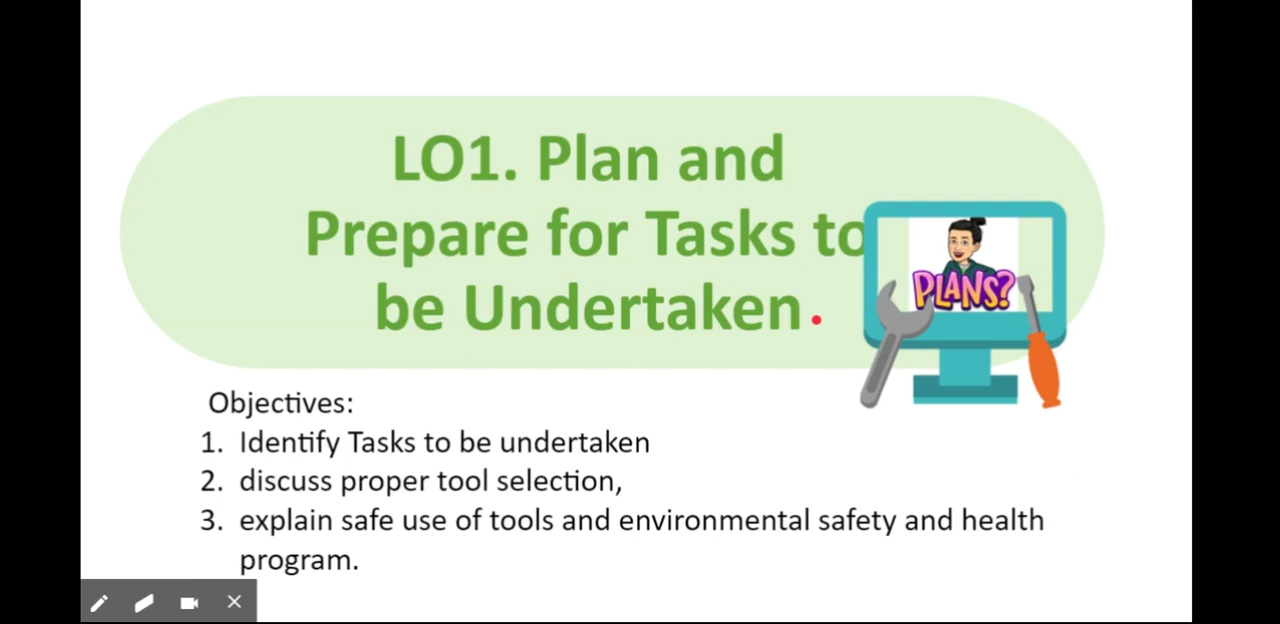 LO1. Plan and
Prepare for Tasks to
be Undertaken
PLANS?
Objectives:
1. Identify Tasks to be undertaken
2. discuss proper tool selection,
3. explain safe use of tools and environmental safety and health
program.